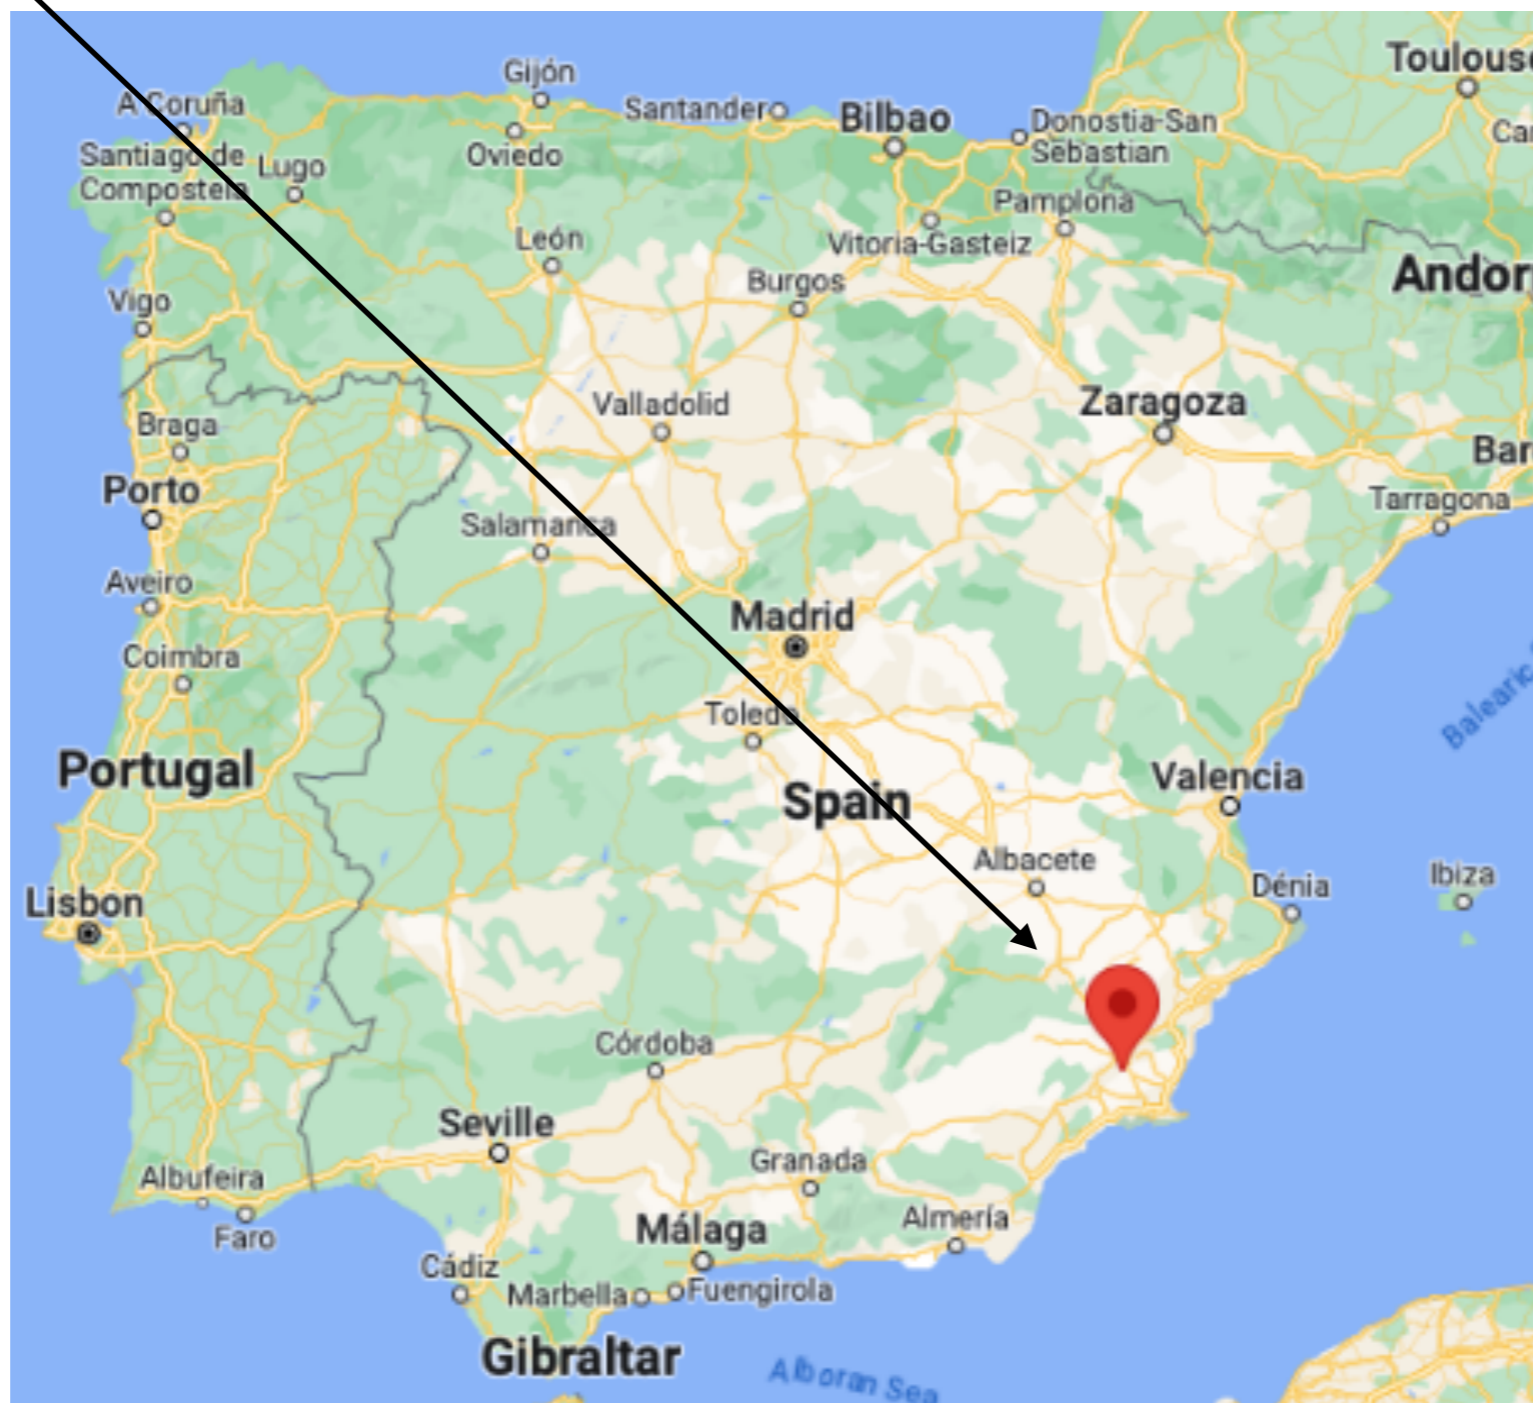 Gijón
Toulous
A Coruña
Santander
Bilbao
Donostia-San
Sebastian
Car
Santiago de
Compostela
Lugo
Oviedo
Pamplona
León
Vitoria-Gasteiz
Burgos
Andor
Vigo
Valladolid
Zaragoza
Braga
Bar
Porto
Tarragona
Salamanca
Aveiro
Madrid
Coimbra
Balearic
Toledo
Portugal
Spain
Valencia
Albacete
Dénia
Ibiza
Lisbon
Córdoba
Seville
Granada
Albufeira
Almería
Málaga
Faro
Cádiz
Marbella
Fuengirola
Gibraltar
Alboran Sea